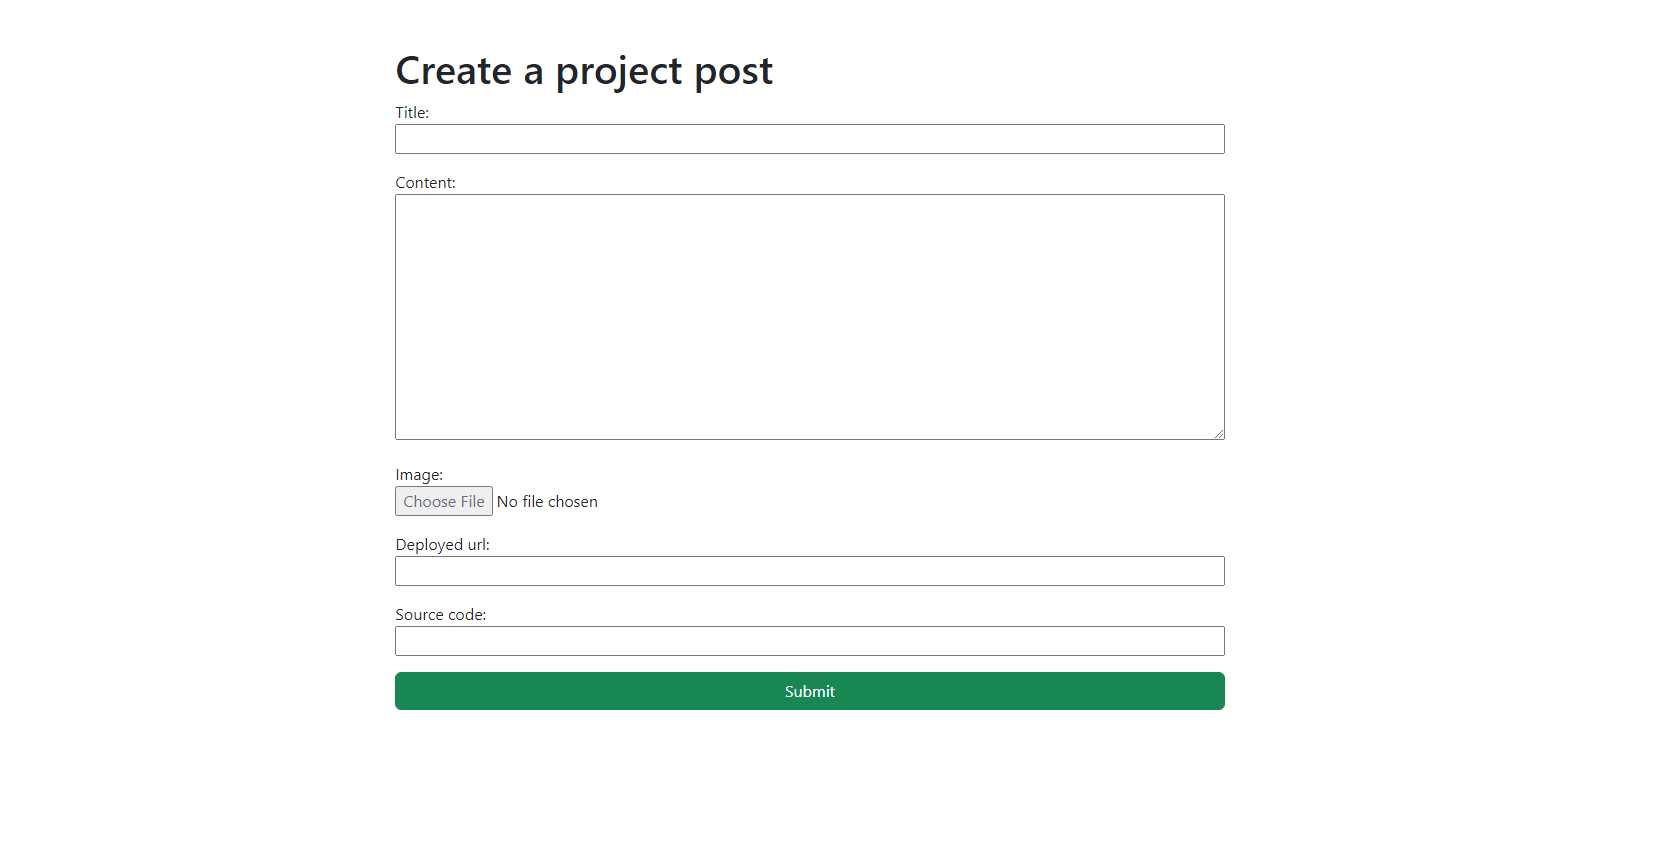 Create a project post
Title:
Content:
Image:
Choose File No file chosen
Deployed url:
Source code:
Submit